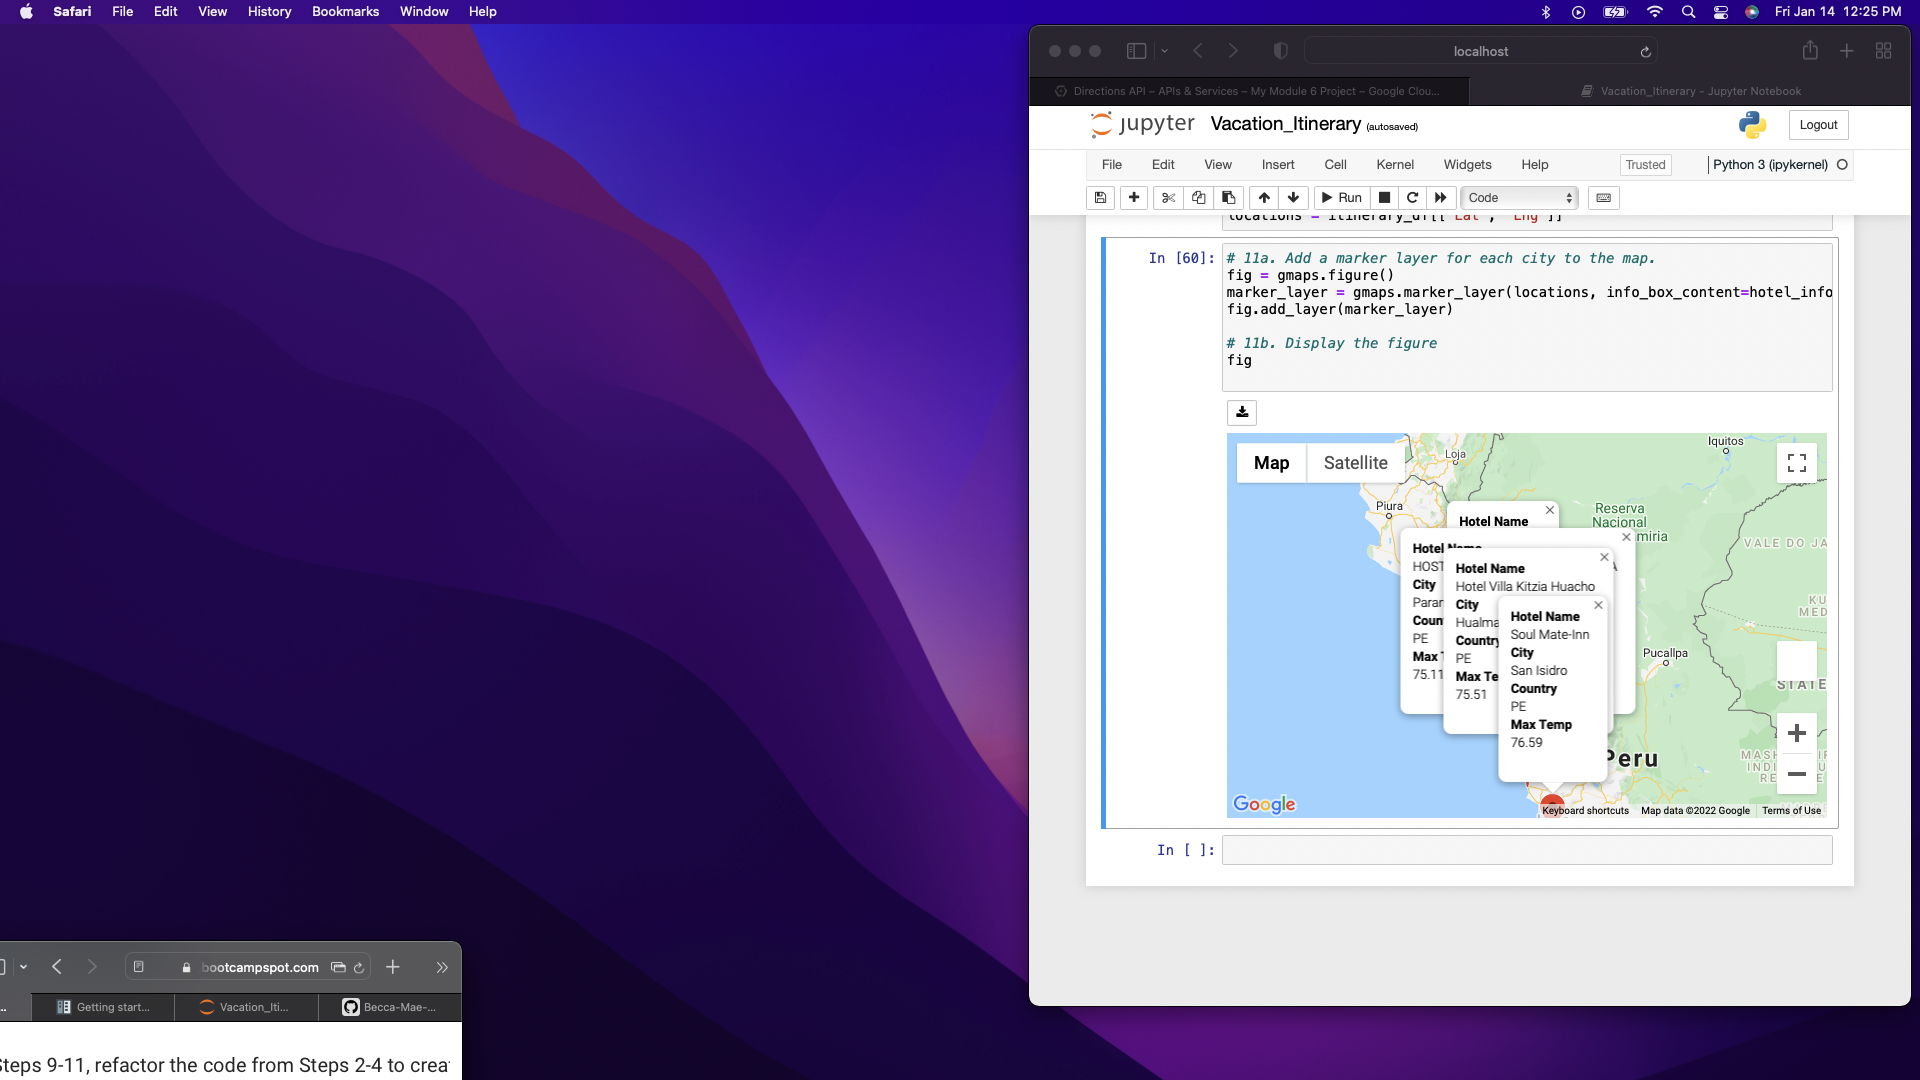 Safari File Edit View History Bookmarks Window Help
Fri Jan 14 12:25 PM
localhost
Directions API – APIs & Services – My Module 6 Project – Google Clou...
Vacation_Itinerary - Jupyter Notebook
jupyter Vacation_Itinerary (autosaved)
Logout
File Edit View Insert Cell Kernel Widgets Help
Trusted
Python 3 (ipykernel)
Run
Code
locations = itinerary_df[["Lat", "Lng"]]
In [60]:
# 11a. Add a marker layer for each city to the map.
fig = gmaps.figure()
marker_layer = gmaps.marker_layer(locations, info_box_content=hotel_info
fig.add_layer(marker_layer)
# 11b. Display the figure
fig
Map Satellite
Loja
Iquitos
Piura
Reserva
Nacional
miria
VALE DO JA
Hotel Name
Hotel Name
HOST
A
City
Param
Coun
PE
Max T
75.11
Hotel Name
Hotel Villa Kitzia Huacho
City
Hualma
Country
PE
Max Te
75.51
Hotel Name
Soul Mate-Inn
City
San Isidro
Country
PE
Max Temp
76.59
KU
MED
Pucallpa
STATE
Peru
MASH
INDI
RE
Google
Keyboard shortcuts Map data ©2022 Google Terms of Use
In [ ]:
bootcampspot.com
...
Getting start...
Vacation_Iti...
Becca-Mae-...
Steps 9-11, refactor the code from Steps 2-4 to crea